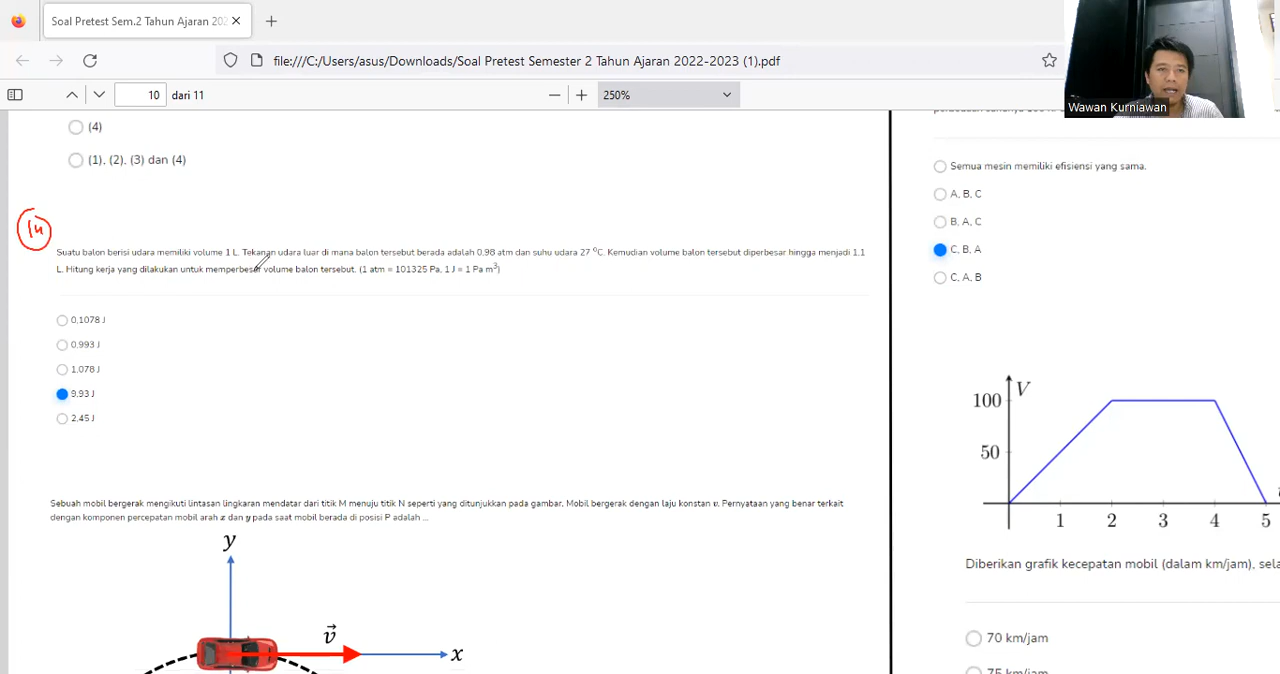 Soal Pretest Sem.2 Tahun Ajaran 202
file:///C:/Users/asus/Downloads/Soal Pretest Semester 2 Tahun Ajaran 2022-2023 (1).pdf
10 dari 11
250%
Wawan Kurniawan
(4)
(1), (2), (3) dan (4)
14
Suatu balon berisi udara memiliki volume 1 L. Tekanan udara luar di mana balon tersebut berada adalah 0,98 atm dan suhu udara 27 ⁰C. Kemudian volume balon tersebut diperbesar hingga menjadi 1.1
L. Hitung kerja yang dilakukan untuk memperbesar volume balon tersebut. (1 atm = 101325 Pa, 1 J = 1 Pa m³)
0,1078 J
0,993 J
1,078 J
9,93 J
2,45 J
Sebuah mobil bergerak mengikuti lintasan lingkaran mendatar dari titik M menuju titik N seperti yang ditunjukkan pada gambar. Mobil bergerak dengan laju konstan v. Pernyataan yang benar terkait
dengan komponen percepatan mobil arah x dan y pada saat mobil berada di posisi P adalah ...
y
v⃗
x
Semua mesin memiliki efisiensi yang sama.
A, B, C
B, A, C
C, B, A
C, A, B
V
100
50
1 2 3 4 5
Diberikan grafik kecepatan mobil (dalam km/jam), sela
70 km/jam
75 km/jam